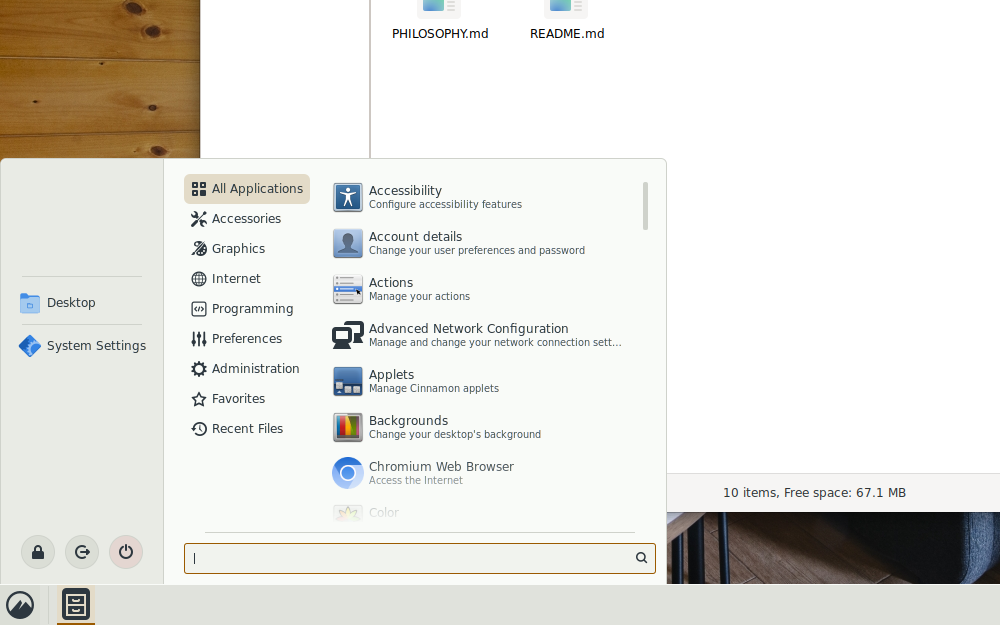 PHILOSOPHY.md
README.md
All Applications
Accessories
Graphics
Internet
Programming
Preferences
Administration
Favorites
Recent Files
Desktop
System Settings
Accessibility
Configure accessibility features
Account details
Change your user preferences and password
Actions
Manage your actions
Advanced Network Configuration
Manage and change your network connection sett...
Applets
Manage Cinnamon applets
Backgrounds
Change your desktop's background
Chromium Web Browser
Access the Internet
Color
10 items, Free space: 67.1 MB